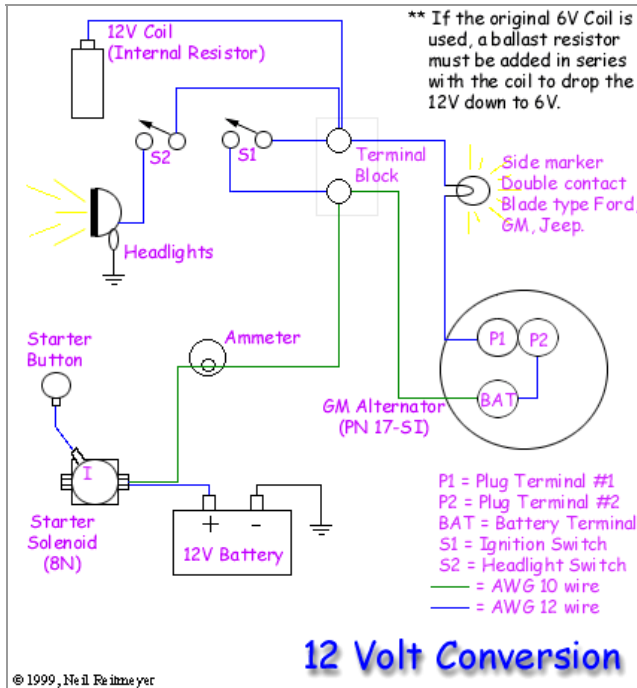 12V Coil
(Internal Resistor)
** If the original 6V Coil is
used, a ballast resistor
must be added in series
with the coil to drop the
12V down to 6V.
S2
S1
Terminal
Block
Side marker
Double contact
Blade type Ford,
GM, Jeep.
Headlights
Starter
Button
Ammeter
P1
P2
BAT
GM Alternator
(PN 17-SI)
I
Starter
Solenoid
(8N)
+
-
12V Battery
P1 = Plug Terminal #1
P2 = Plug Terminal #2
BAT = Battery Terminal
S1 = Ignition Switch
S2 = Headlight Switch
= AWG 10 wire
= AWG 12 wire
12 Volt Conversion
© 1999, Neil Reitmeyer